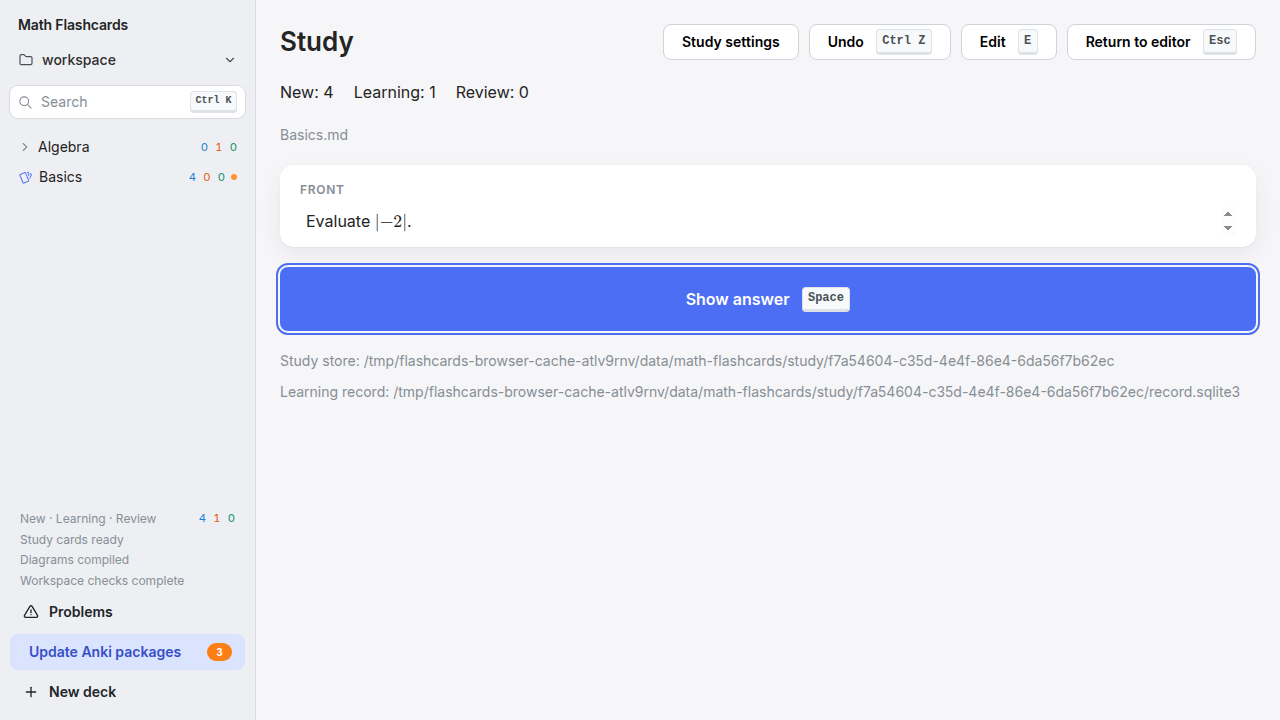 Math Flashcards
workspace
Search Ctrl K
Algebra 0 1 0
Basics 4 0 0
New · Learning · Review 4 1 0
Study cards ready
Diagrams compiled
Workspace checks complete
Problems
Update Anki packages 3
New deck
Study
Study settings
Undo Ctrl Z
Edit E
Return to editor Esc
New: 4 Learning: 1 Review: 0
Basics.md
FRONT
Evaluate |−2|.
Show answer Space
Study store: /tmp/flashcards-browser-cache-atlv9rnv/data/math-flashcards/study/f7a54604-c35d-4e4f-86e4-6da56f7b62ec
Learning record: /tmp/flashcards-browser-cache-atlv9rnv/data/math-flashcards/study/f7a54604-c35d-4e4f-86e4-6da56f7b62ec/record.sqlite3